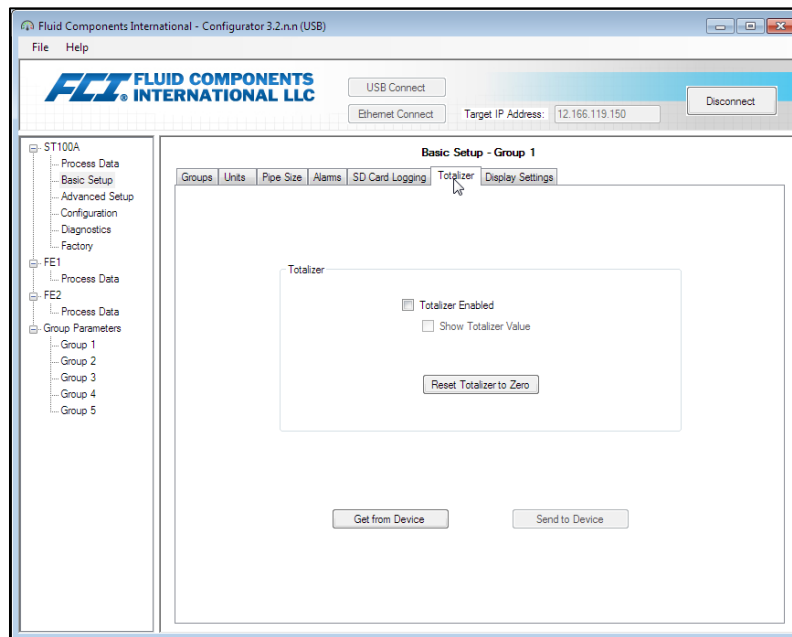 Fluid Components International - Configurator 3.2.n.n (USB)
File Help
FCI FLUID COMPONENTS
® INTERNATIONAL LLC
USB Connect
Ethernet Connect
Target IP Address: 12.166.119.150
Disconnect
ST100A
Process Data
Basic Setup
Advanced Setup
Configuration
Diagnostics
Factory
FE1
Process Data
FE2
Process Data
Group Parameters
Group 1
Group 2
Group 3
Group 4
Group 5
Basic Setup - Group 1
Groups Units Pipe Size Alarms SD Card Logging Totalizer Display Settings
Totalizer
Totalizer Enabled
Show Totalizer Value
Reset Totalizer to Zero
Get from Device Send to Device